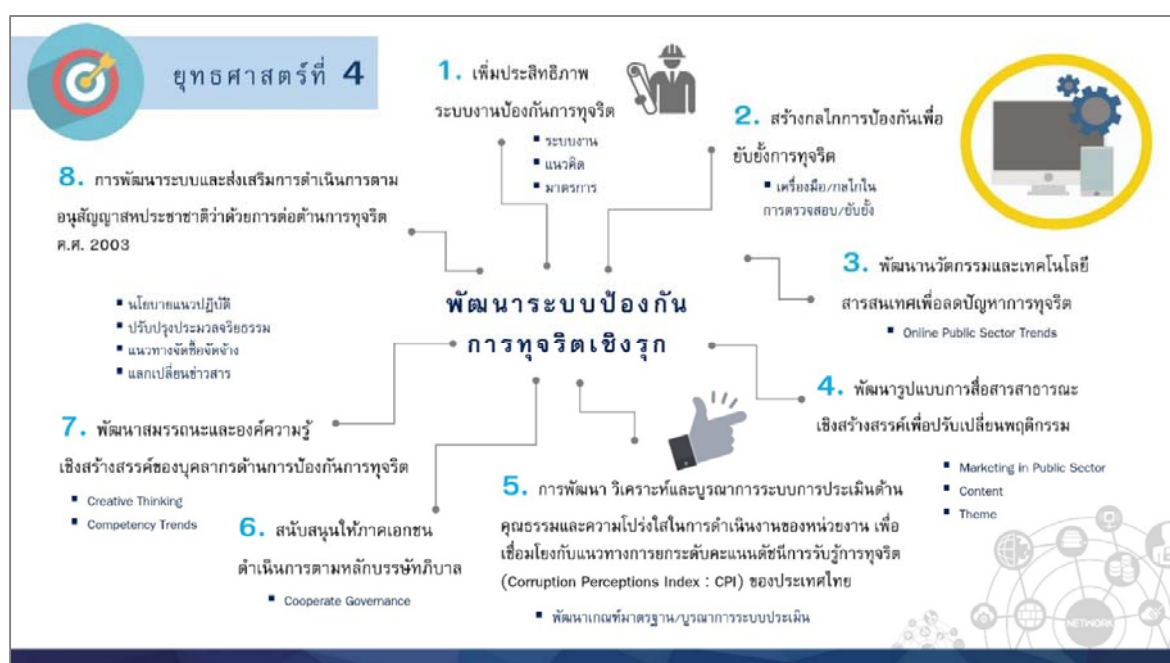 ยุทธศาสตร์ที่ 4
1. เพิ่มประสิทธิภาพ
ระบบงานป้องกันการทุจริต
▪ ระบบงาน
▪ แนวคิด
▪ มาตรการ
2. สร้างกลไกการป้องกันเพื่อ
ยับยั้งการทุจริต
▪ เครื่องมือ/กลไกใน
การตรวจสอบ/ยับยั้ง
3. พัฒนานวัตกรรมและเทคโนโลยี
สารสนเทศเพื่อลดปัญหาการทุจริต
▪ Online Public Sector Trends
4. พัฒนารูปแบบการสื่อสารสาธารณะ
เชิงสร้างสรรค์เพื่อปรับเปลี่ยนพฤติกรรม
▪ Marketing in Public Sector
▪ Content
▪ Theme
5. การพัฒนา วิเคราะห์และบูรณาการระบบการประเมินด้าน
คุณธรรมและความโปร่งใสในการดำเนินงานของหน่วยงาน เพื่อ
เชื่อมโยงกับแนวทางการยกระดับคะแนนดัชนีการรับรู้การทุจริต
(Corruption Perceptions Index : CPI) ของประเทศไทย
▪ พัฒนาเกณฑ์มาตรฐาน/บูรณาการระบบประเมิน
6. สนับสนุนให้ภาคเอกชน
ดำเนินการตามหลักบรรษัทภิบาล
▪ Cooperate Governance
7. พัฒนาสมรรถนะและองค์ความรู้
เชิงสร้างสรรค์ของบุคลากรด้านการป้องกันการทุจริต
▪ Creative Thinking
▪ Competency Trends
8. การพัฒนาระบบและส่งเสริมการดำเนินการตาม
อนุสัญญาสหประชาชาติว่าด้วยการต่อต้านการทุจริต
ค.ศ. 2003
▪ นโยบายแนวปฏิบัติ
▪ ปรับปรุงประมวลจริยธรรม
▪ แนวทางจัดซื้อจัดจ้าง
▪ แลกเปลี่ยนข่าวสาร
พัฒนาระบบป้องกัน
การทุจริตเชิงรุก
NETWORK